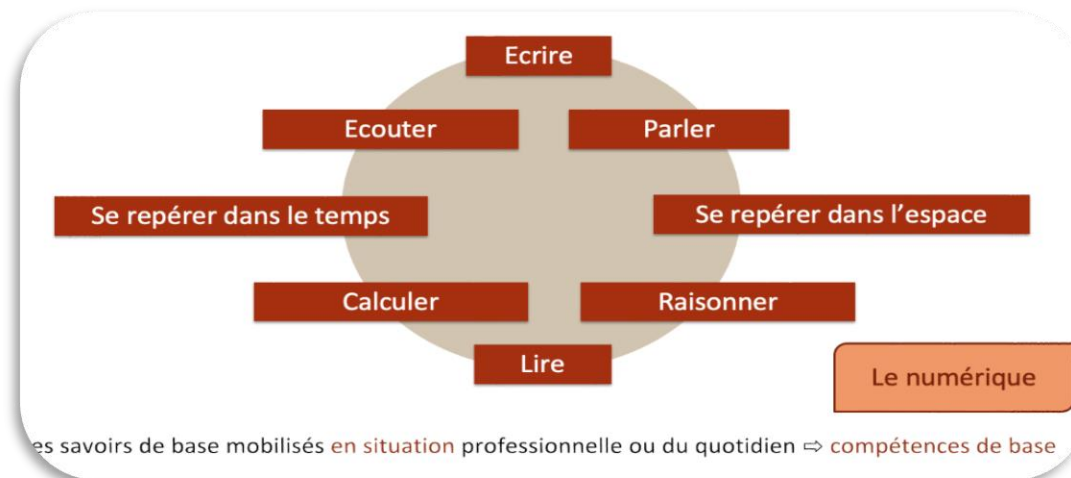 Ecrire
Ecouter
Parler
Se repérer dans le temps
Se repérer dans l'espace
Calculer
Raisonner
Lire
Le numérique
es savoirs de base mobilisés en situation professionnelle ou du quotidien ⇨ compétences de base